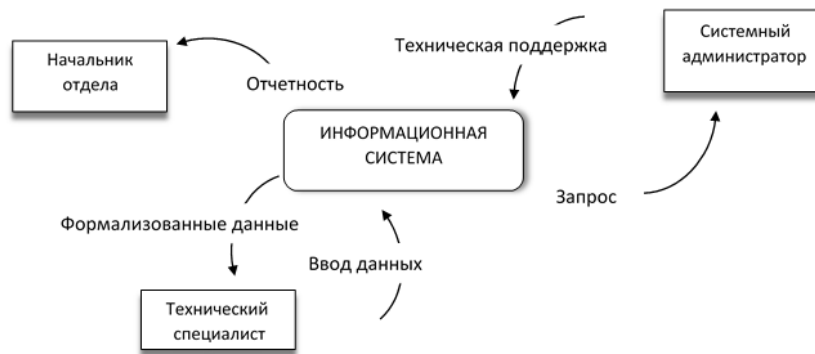 Начальник
отдела
Отчетность
Техническая поддержка
Системный
администратор
ИНФОРМАЦИОННАЯ
СИСТЕМА
Запрос
Формализованные данные
Ввод данных
Технический
специалист